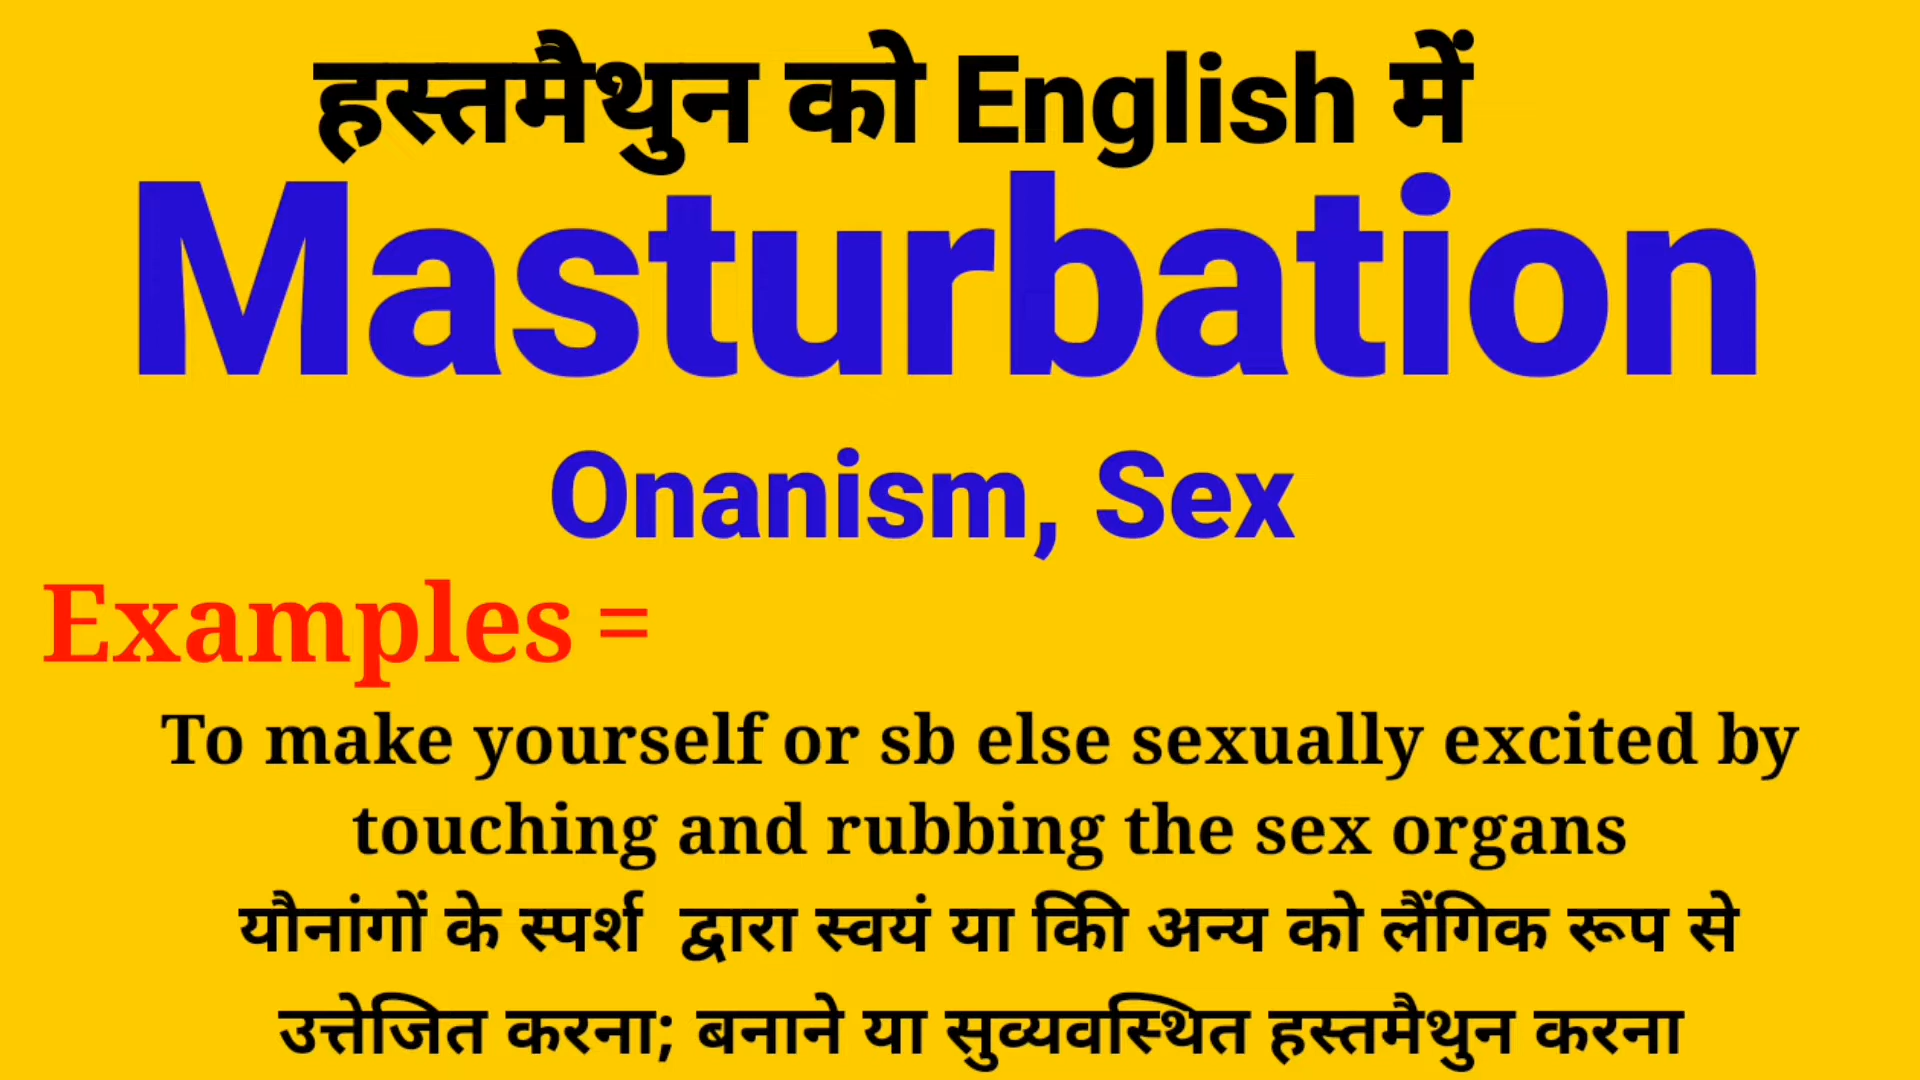 हस्तमैथुन को English में
Masturbation
Onanism, Sex
Examples =
To make yourself or sb else sexually excited by
touching and rubbing the sex organs
यौनांगों के स्पर्श द्वारा स्वयं या किी अन्य को लैंगिक रूप से
उत्तेजित करना; बनाने या सुव्यवस्थित हस्तमैथुन करना